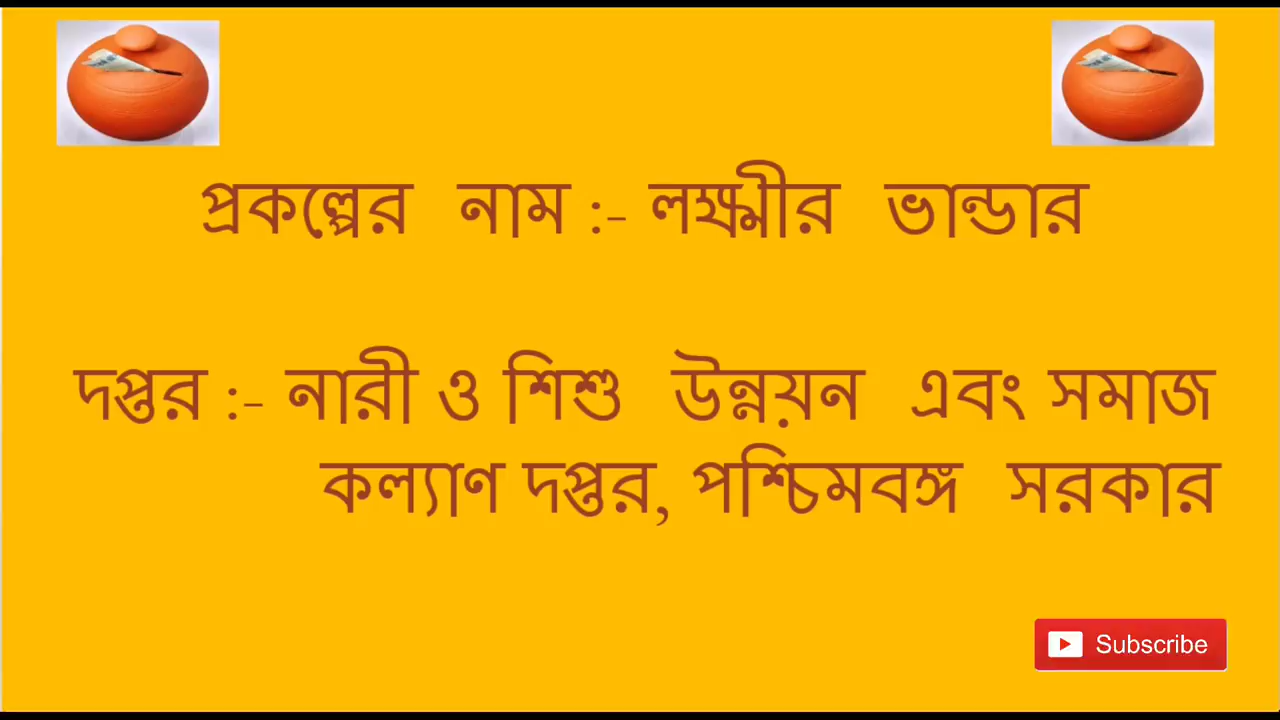 প্রকল্পের নাম :- লক্ষ্মীর ভান্ডার
দপ্তর :- নারী ও শিশু উন্নয়ন এবং সমাজ
কল্যাণ দপ্তর, পশ্চিমবঙ্গ সরকার
Subscribe